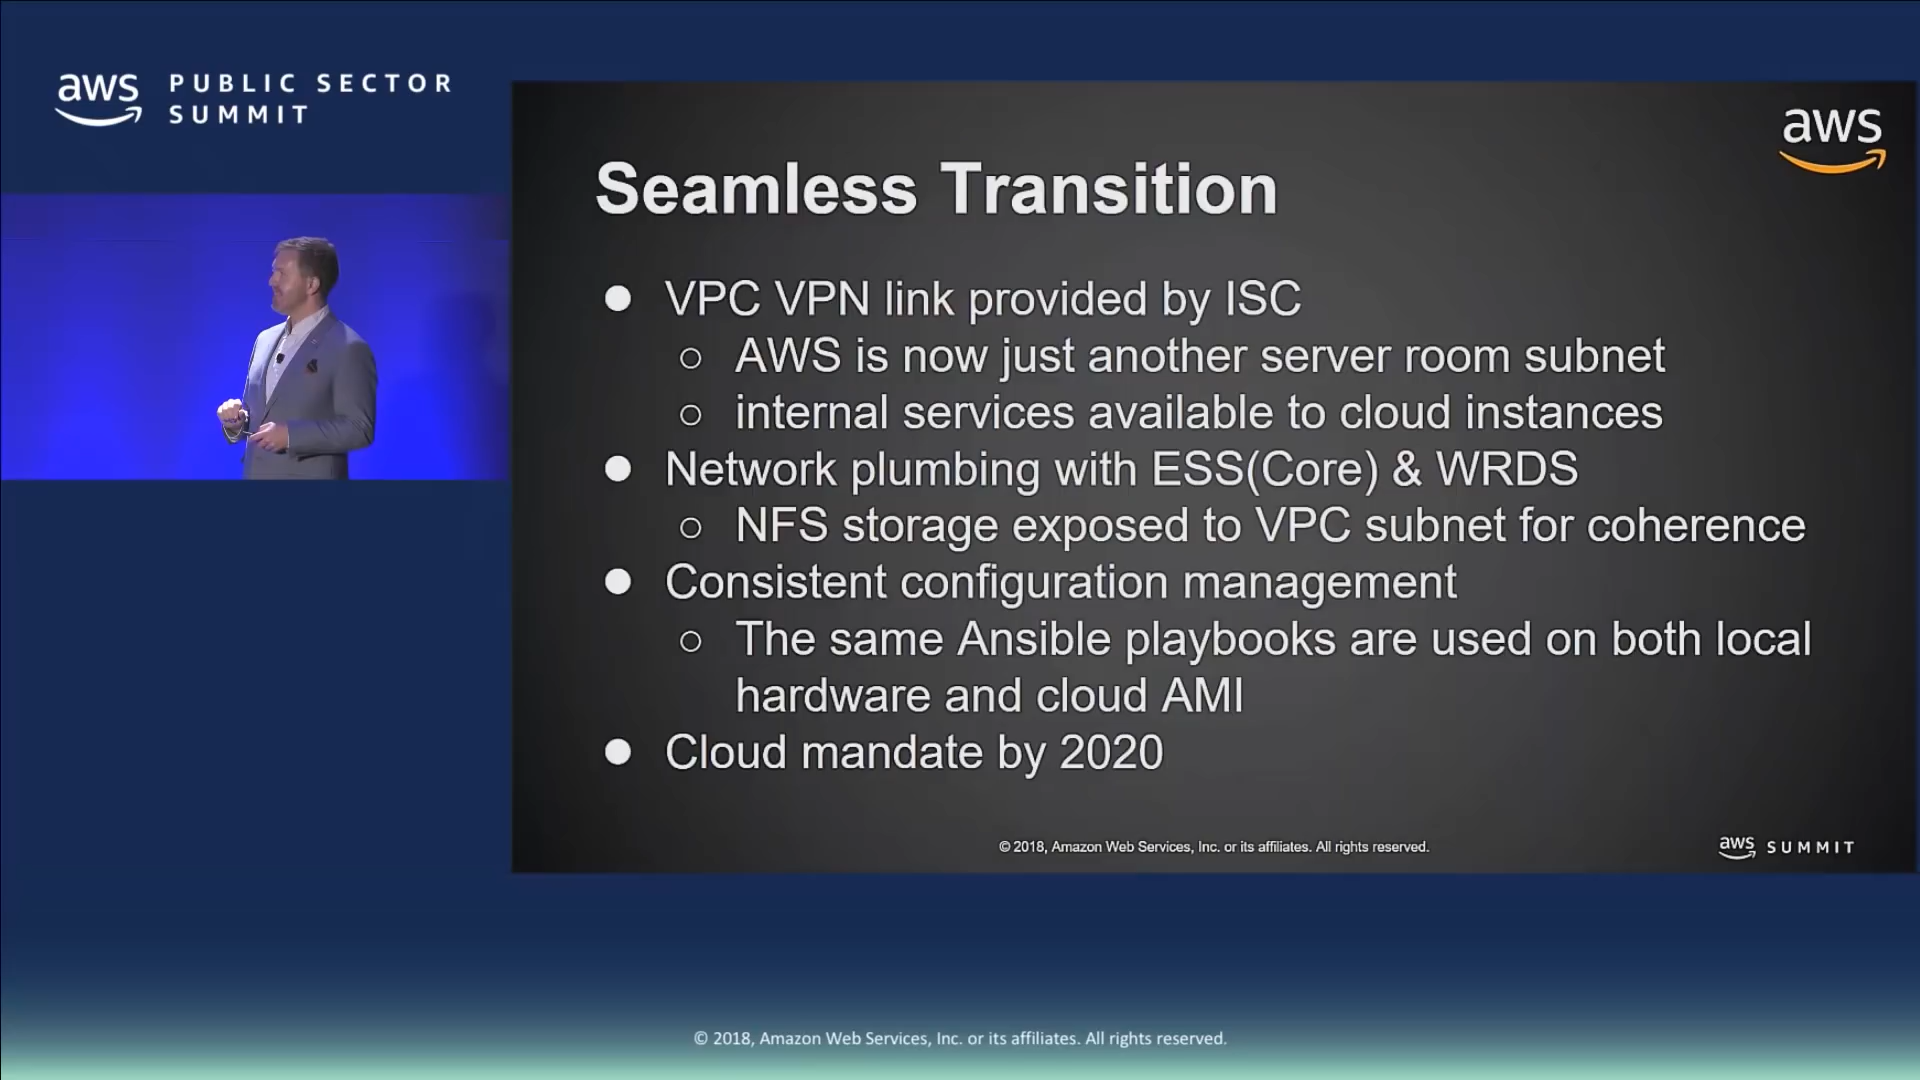 aws PUBLIC SECTOR
SUMMIT
aws
Seamless Transition
● VPC VPN link provided by ISC
○ AWS is now just another server room subnet
○ internal services available to cloud instances
● Network plumbing with ESS(Core) & WRDS
○ NFS storage exposed to VPC subnet for coherence
● Consistent configuration management
○ The same Ansible playbooks are used on both local
hardware and cloud AMI
● Cloud mandate by 2020
© 2018, Amazon Web Services, Inc. or its affiliates. All rights reserved.
aws SUMMIT
© 2018, Amazon Web Services, Inc. or its affiliates. All rights reserved.